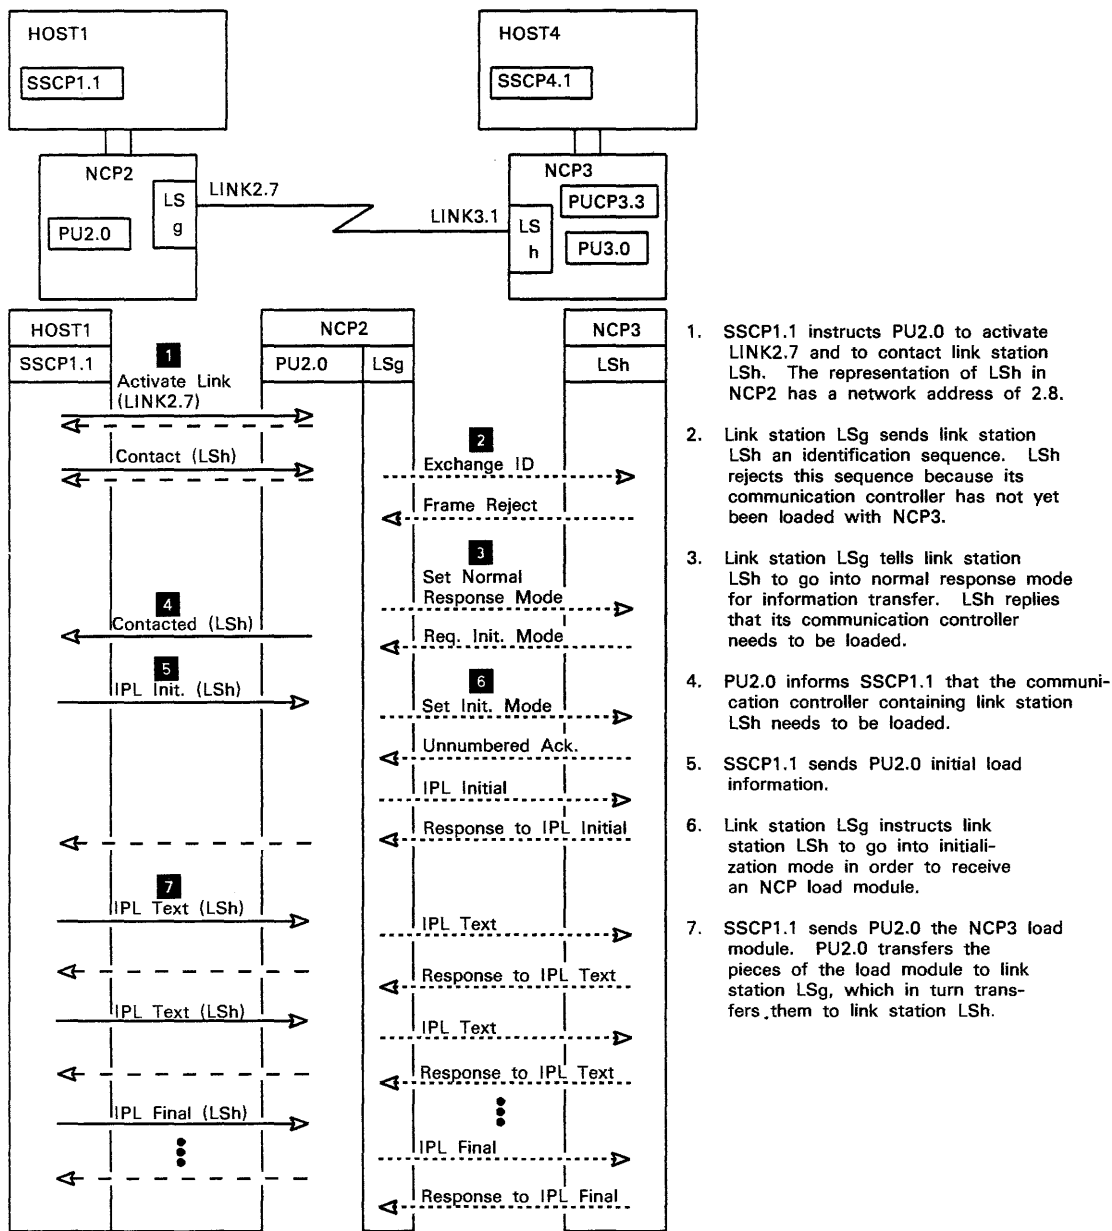 HOST1
SSCP1.1
HOST4
SSCP4.1
NCP2
LS
g
PU2.0
LINK2.7
LINK3.1
NCP3
PUCP3.3
LS
h
PU3.0
HOST1
SSCP1.1
NCP2
PU2.0
LSg
NCP3
LSh
1
Activate Link
(LINK2.7)
Contact (LSh)
2
Exchange ID
Frame Reject
3
Set Normal
Response Mode
4
Contacted (LSh)
Req. Init. Mode
5
IPL Init. (LSh)
6
Set Init. Mode
Unnumbered Ack.
IPL Initial
Response to IPL Initial
7
IPL Text (LSh)
IPL Text
Response to IPL Text
IPL Text (LSh)
IPL Text
Response to IPL Text
IPL Final (LSh)
IPL Final
Response to IPL Final
1. SSCP1.1 instructs PU2.0 to activate
LINK2.7 and to contact link station
LSh. The representation of LSh in
NCP2 has a network address of 2.8.
2. Link station LSg sends link station
LSh an identification sequence. LSh
rejects this sequence because its
communication controller has not yet
been loaded with NCP3.
3. Link station LSg tells link station
LSh to go into normal response mode
for information transfer. LSh replies
that its communication controller
needs to be loaded.
4. PU2.0 informs SSCP1.1 that the communi-
cation controller containing link station
LSh needs to be loaded.
5. SSCP1.1 sends PU2.0 initial load
information.
6. Link station LSg instructs link
station LSh to go into initiali-
zation mode in order to receive
an NCP load module.
7. SSCP1.1 sends PU2.0 the NCP3 load
module. PU2.0 transfers the
pieces of the load module to link
station LSg, which in turn trans-
fers them to link station LSh.